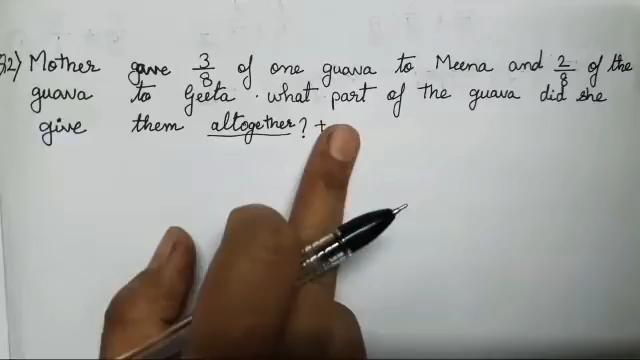 Q2) Mother gave 3/8 of one guava to Meena and 2/8 of the
guava to Geeta. what part of the guava did she
give them altogether? +